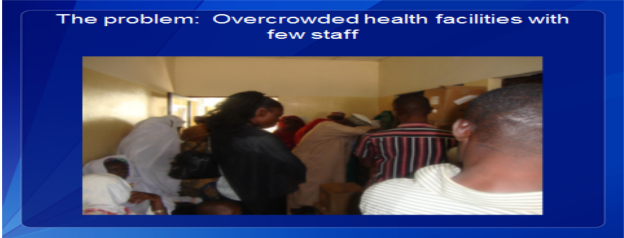 The problem: Overcrowded health facilities with
few staff